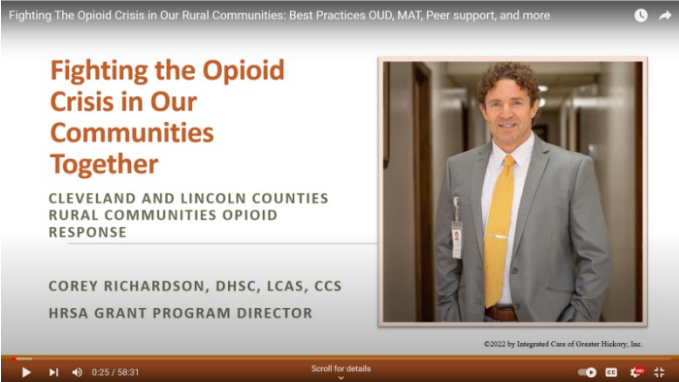 Fighting The Opioid Crisis in Our Rural Communities: Best Practices OUD, MAT, Peer support, and more
Fighting the Opioid
Crisis in Our
Communities
Together
CLEVELAND AND LINCOLN COUNTIES
RURAL COMMUNITIES OPIOID
RESPONSE
COREY RICHARDSON, DHSC, LCAS, CCS
HRSA GRANT PROGRAM DIRECTOR
©2022 by Integrated Care of Greater Hickory, Inc.
0:25 / 58:31
Scroll for details
CC